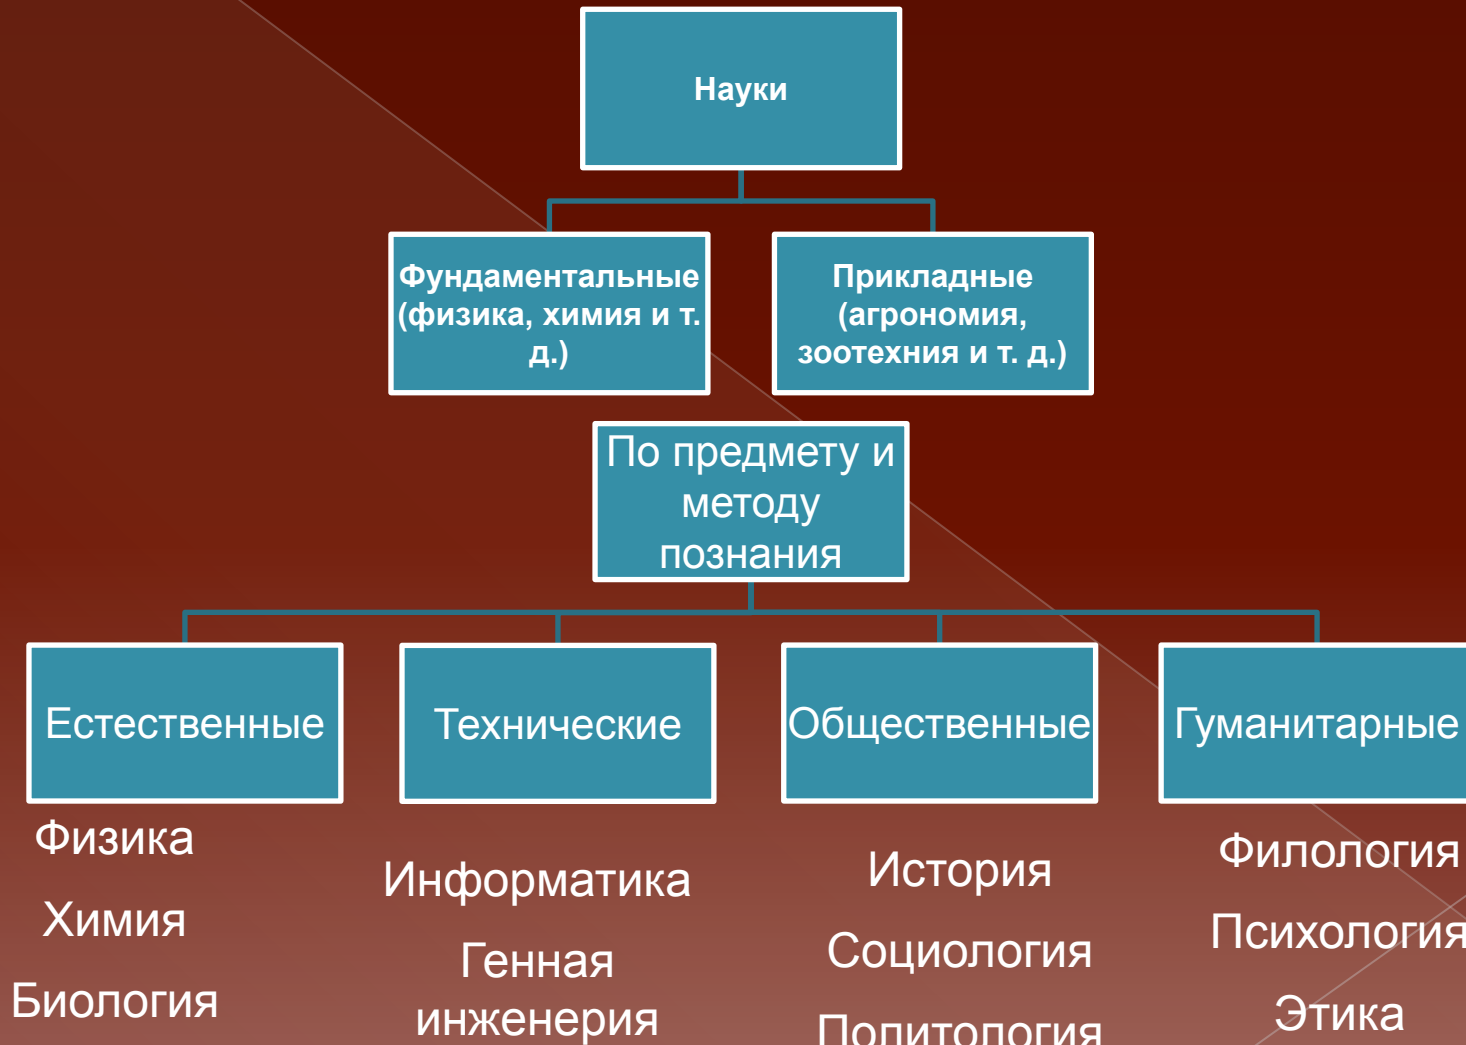 Науки
Фундаментальные
(физика, химия и т.
д.)
Прикладные
(агрономия,
зоотехния и т. д.)
По предмету и
методу
познания
Естественные
Технические
Общественные
Гуманитарные
Физика
Химия
Биология
Информатика
Генная
инженерия
История
Социология
Политология
Филология
Психология
Этика